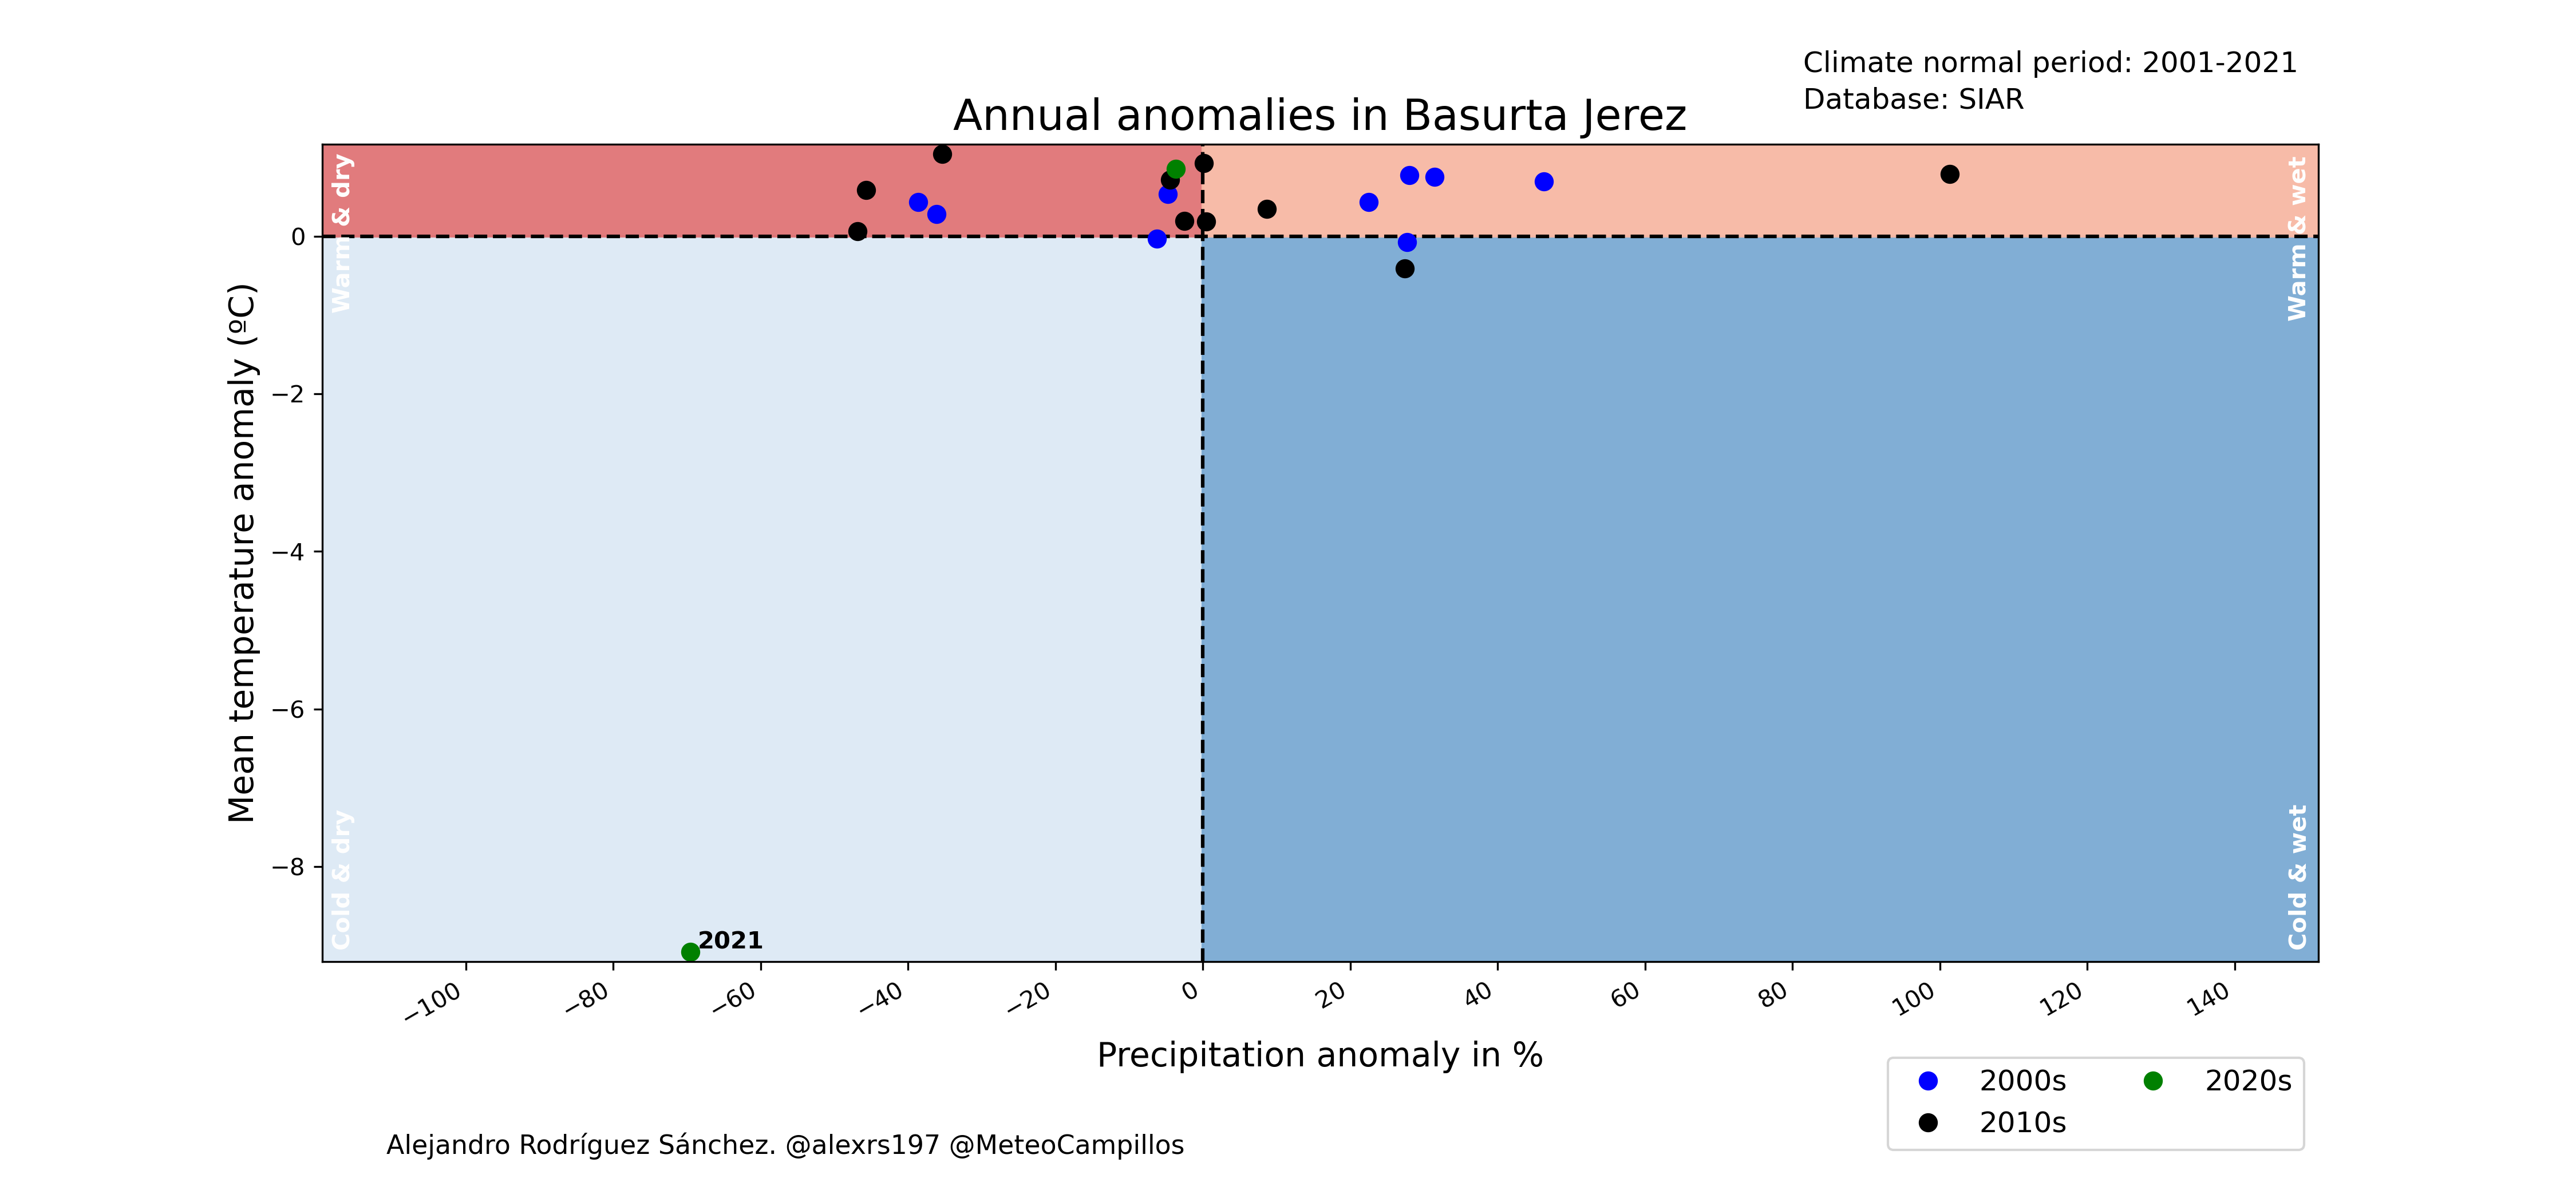 Climate normal period: 2001-2021
Database: SIAR
Annual anomalies in Basurta Jerez
Warm & dry
Warm & wet
Cold & dry
Cold & wet
Mean temperature anomaly (ºC)
0
−2
−4
−6
−8
2021
−100
−80
−60
−40
−20
0
20
40
60
80
100
120
140
Precipitation anomaly in %
2000s
2010s
2020s
Alejandro Rodríguez Sánchez. @alexrs197 @MeteoCampillos